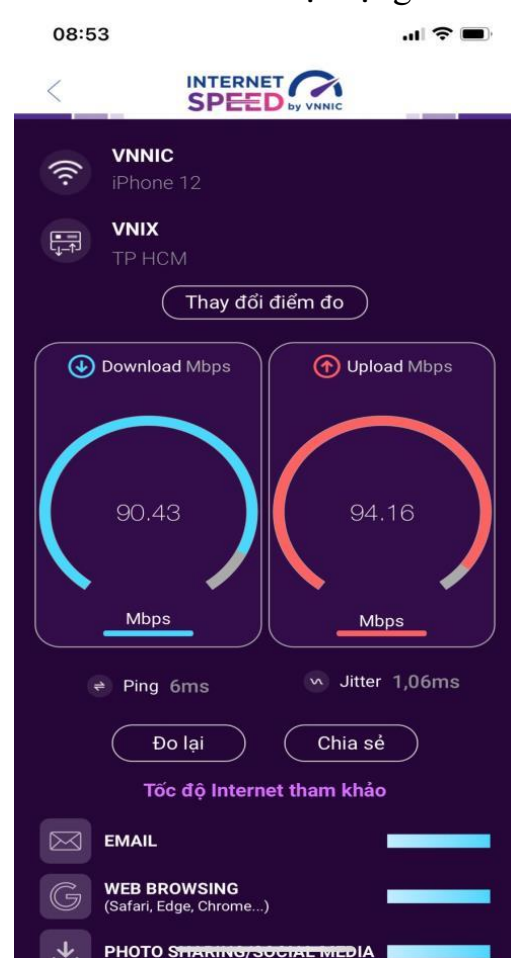 08:53
INTERNET
SPEED by VNNIC
VNNIC
iPhone 12
VNIX
TP HCM
Thay đổi điểm đo
Download Mbps
Upload Mbps
90.43
94.16
Mbps
Mbps
Ping 6ms
Jitter 1,06ms
Đo lại
Chia sẻ
Tốc độ Internet tham khảo
EMAIL
WEB BROWSING
(Safari, Edge, Chrome...)
PHOTO SHARING/SOCIAL MEDIA